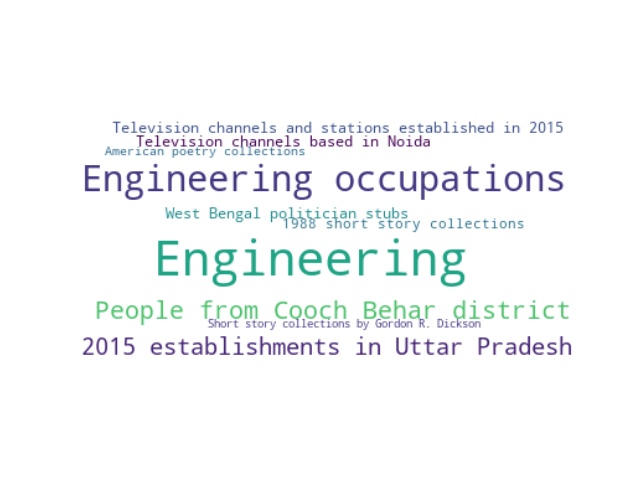 Television channels and stations established in 2015
Television channels based in Noida
American poetry collections
Engineering occupations
West Bengal politician stubs
1988 short story collections
Engineering
People from Cooch Behar district
Short story collections by Gordon R. Dickson
2015 establishments in Uttar Pradesh